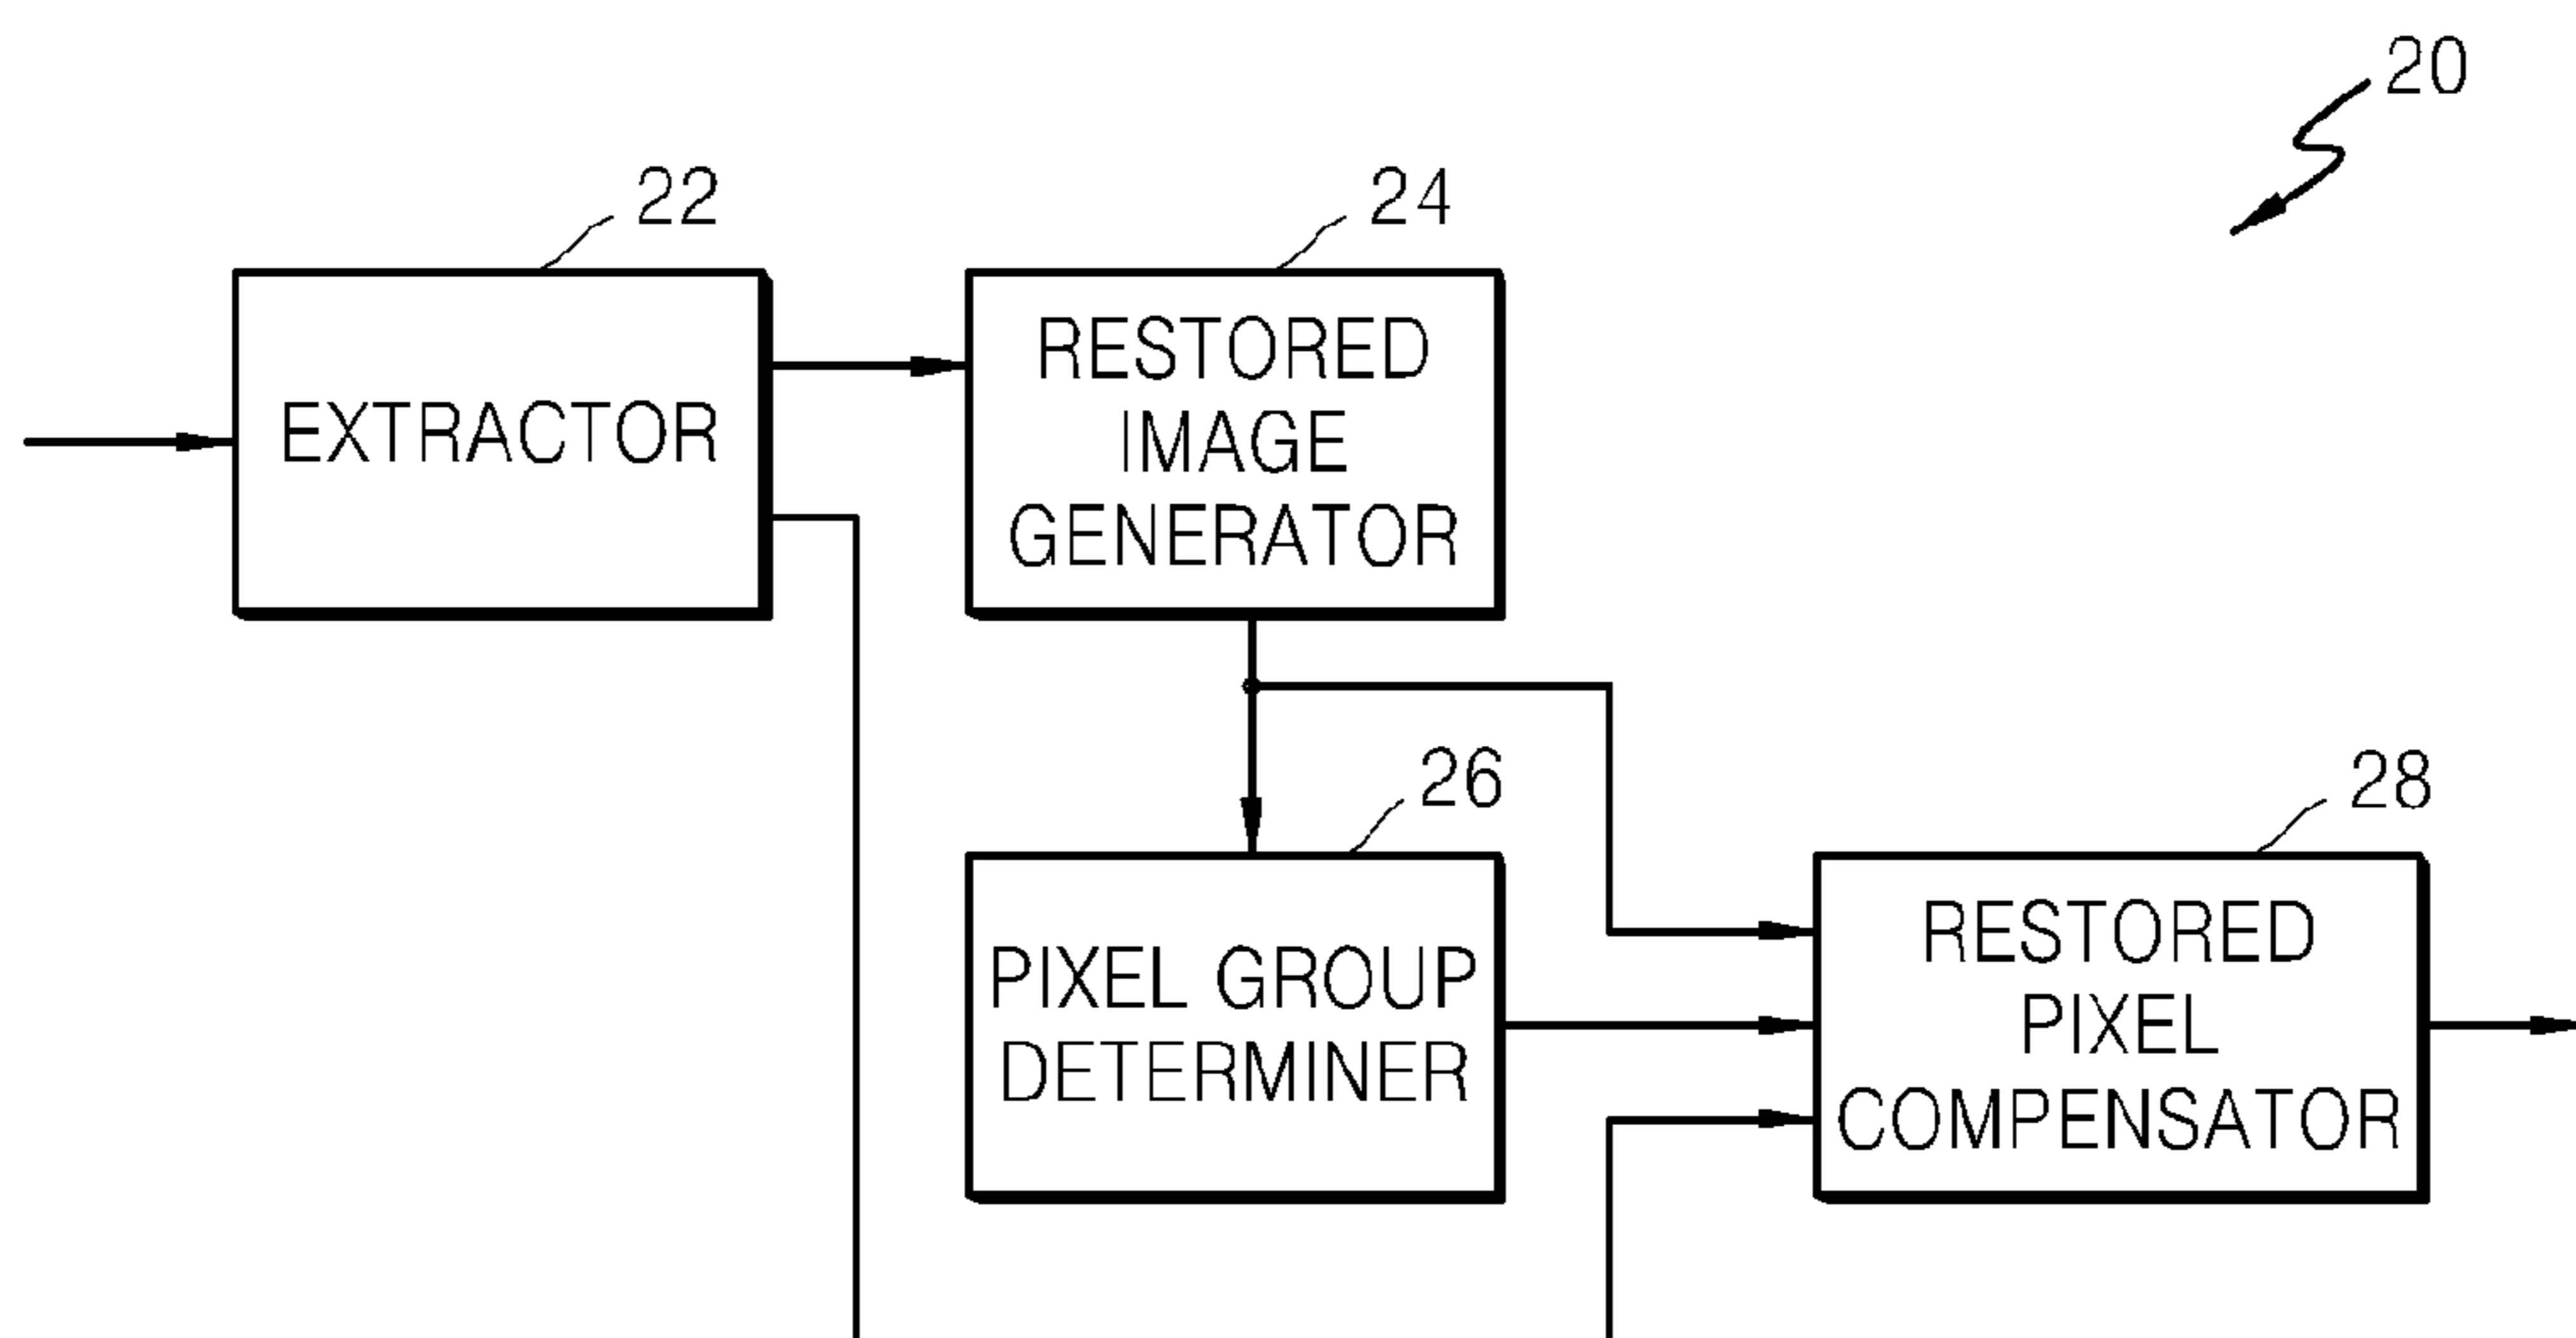 20
22
24
EXTRACTOR
RESTORED
IMAGE
GENERATOR
26
28
PIXEL GROUP
DETERMINER
RESTORED
PIXEL
COMPENSATOR